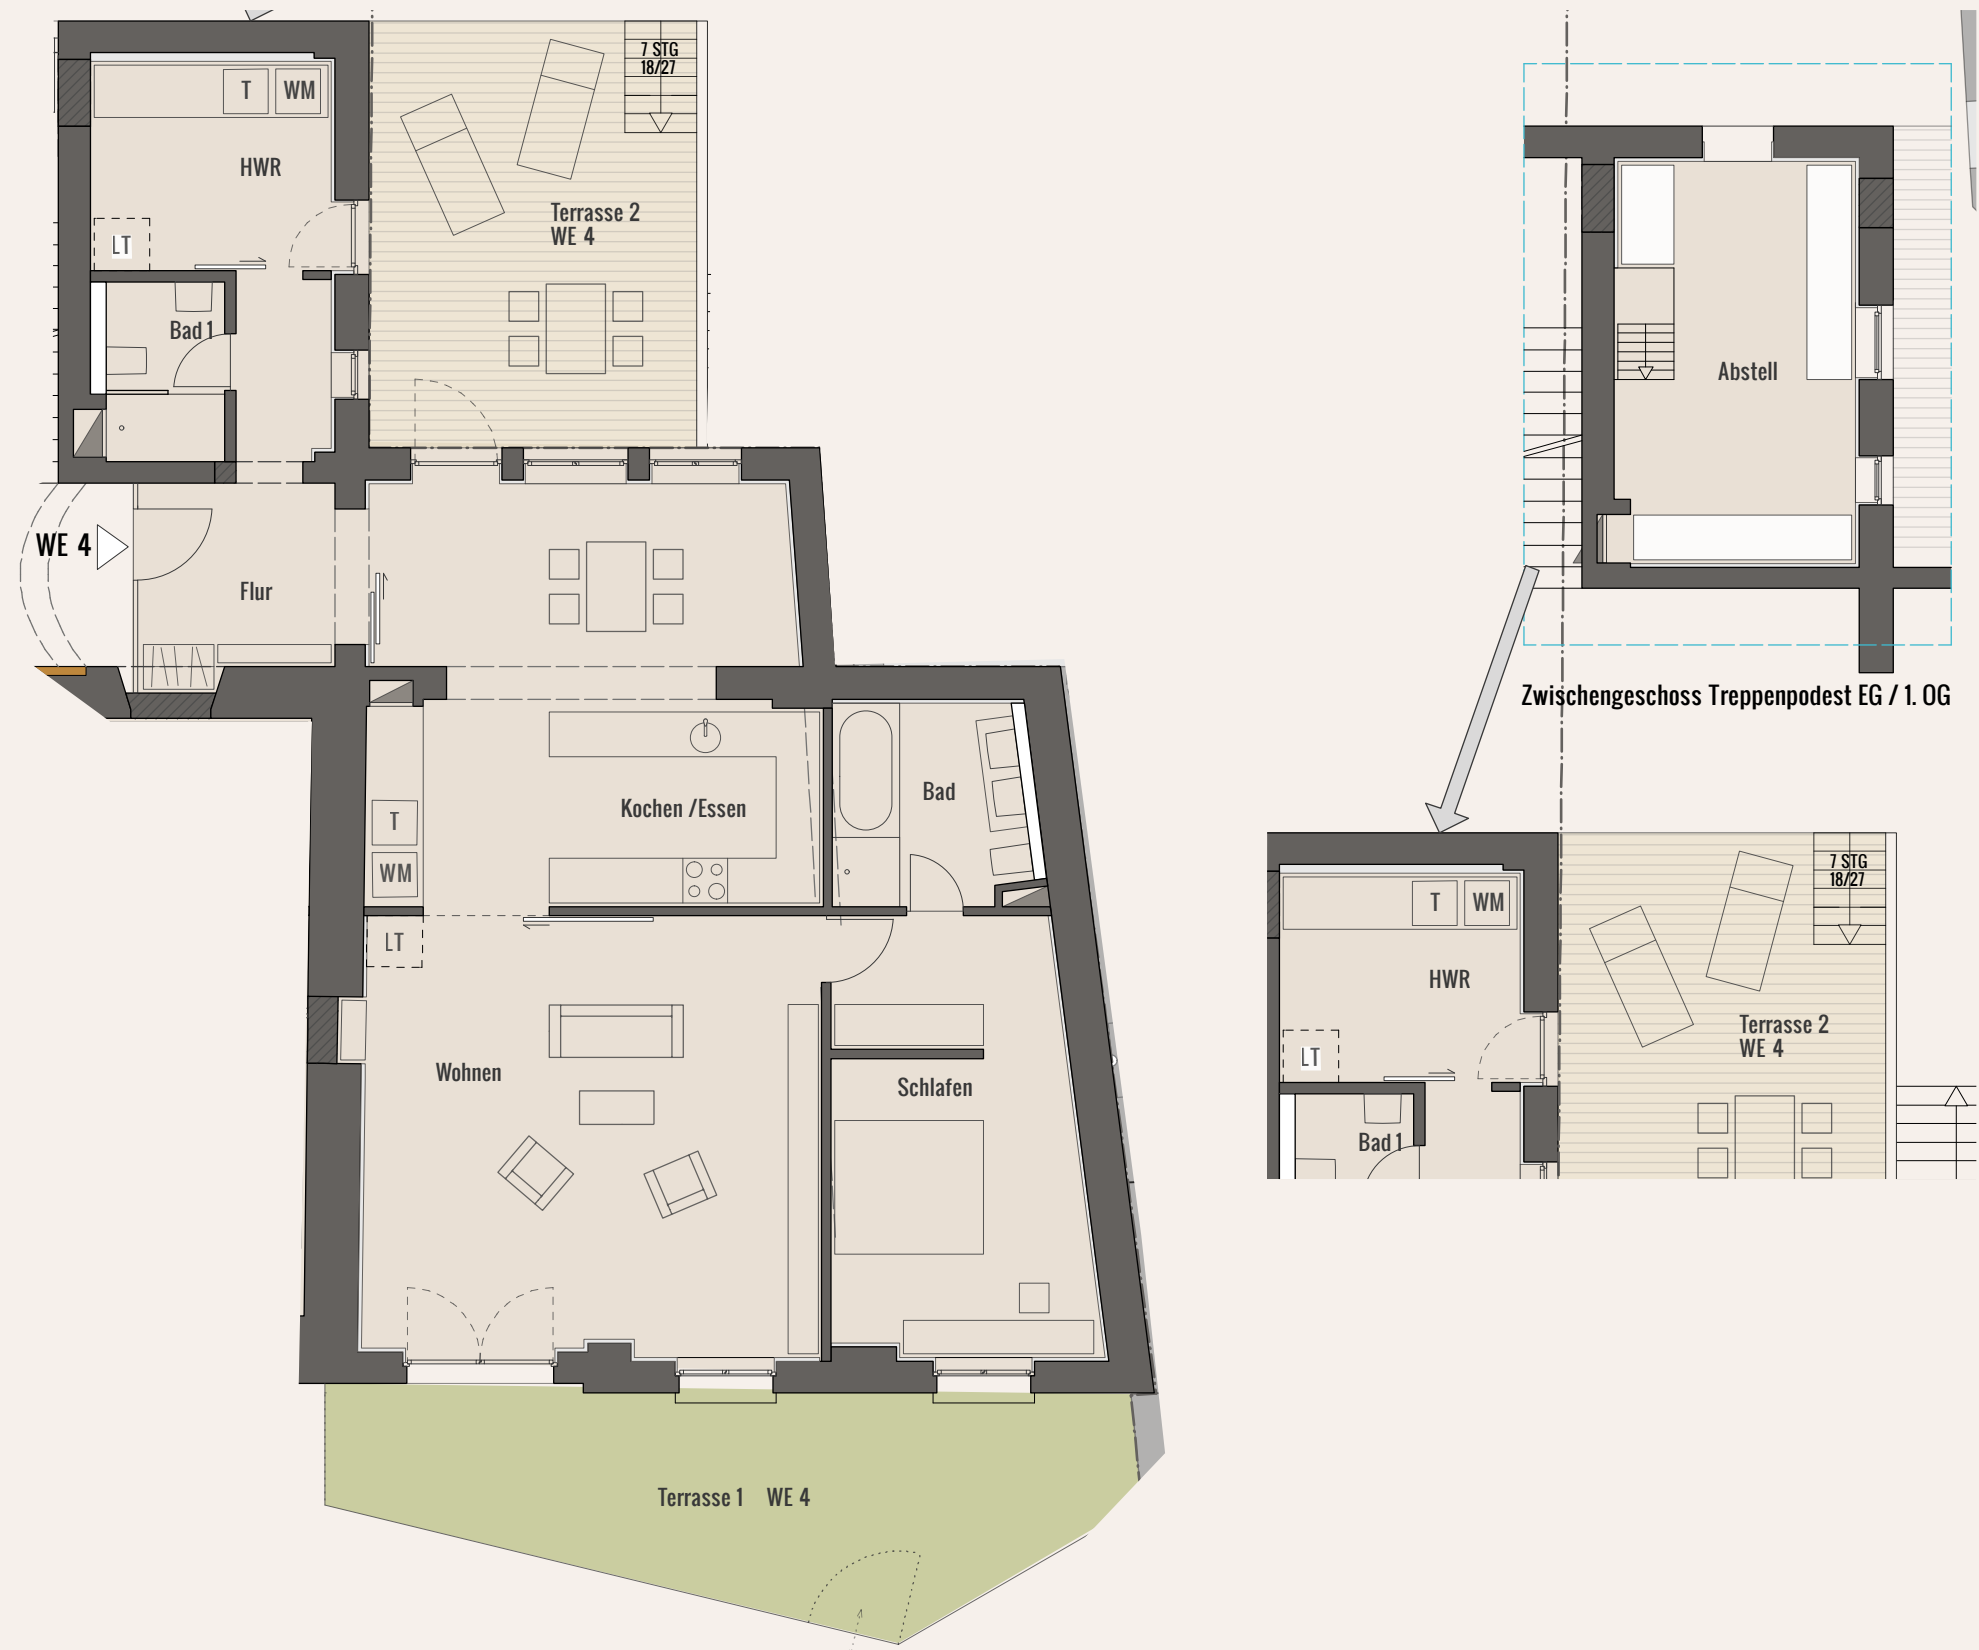 7 STG
18/27
T WM
HWR
Terrasse 2
WE 4
LT
Bad 1
WE 4
Flur
Kochen /Essen
Bad
T
WM
LT
Wohnen
Schlafen
Terrasse 1 WE 4
Abstell
Zwischengeschoss Treppenpodest EG / 1. OG
7 STG
18/27
T WM
HWR
Terrasse 2
WE 4
LT
Bad 1